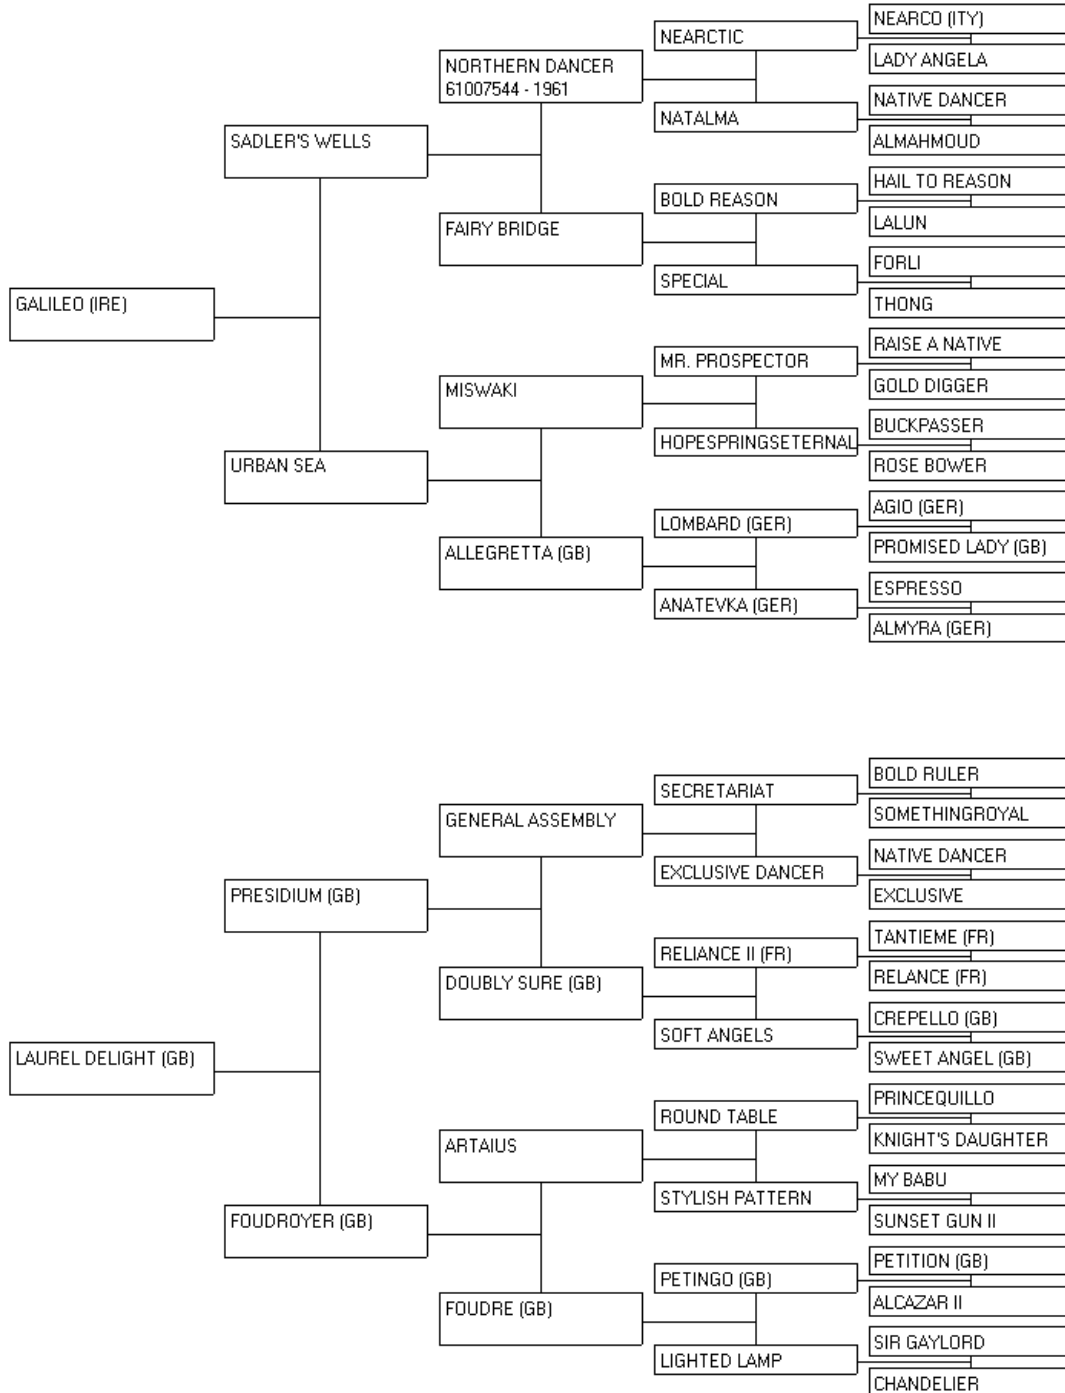 NEARCO (ITY)
NEARCTIC
LADY ANGELA
NORTHERN DANCER
61007544 - 1961
NATIVE DANCER
NATALMA
ALMAHMOUD
SADLER'S WELLS
HAIL TO REASON
BOLD REASON
LALUN
FAIRY BRIDGE
FORLI
SPECIAL
THONG
GALILEO (IRE)
RAISE A NATIVE
MR. PROSPECTOR
GOLD DIGGER
MISWAKI
BUCKPASSER
HOPESPRINGSETERNAL
ROSE BOWER
URBAN SEA
AGIO (GER)
LOMBARD (GER)
PROMISED LADY (GB)
ALLEGRETTA (GB)
ESPRESSO
ANATEVKA (GER)
ALMYRA (GER)
BOLD RULER
SECRETARIAT
SOMETHINGROYAL
GENERAL ASSEMBLY
NATIVE DANCER
EXCLUSIVE DANCER
EXCLUSIVE
PRESIDIUM (GB)
TANTIEME (FR)
RELIANCE II (FR)
RELANCE (FR)
DOUBLY SURE (GB)
CREPELLO (GB)
SOFT ANGELS
SWEET ANGEL (GB)
LAUREL DELIGHT (GB)
PRINCEQUILLO
ROUND TABLE
KNIGHT'S DAUGHTER
ARTAIUS
MY BABU
STYLISH PATTERN
SUNSET GUN II
FOUDROYER (GB)
PETITION (GB)
PETINGO (GB)
ALCAZAR II
FOUDRE (GB)
SIR GAYLORD
LIGHTED LAMP
CHANDELIER